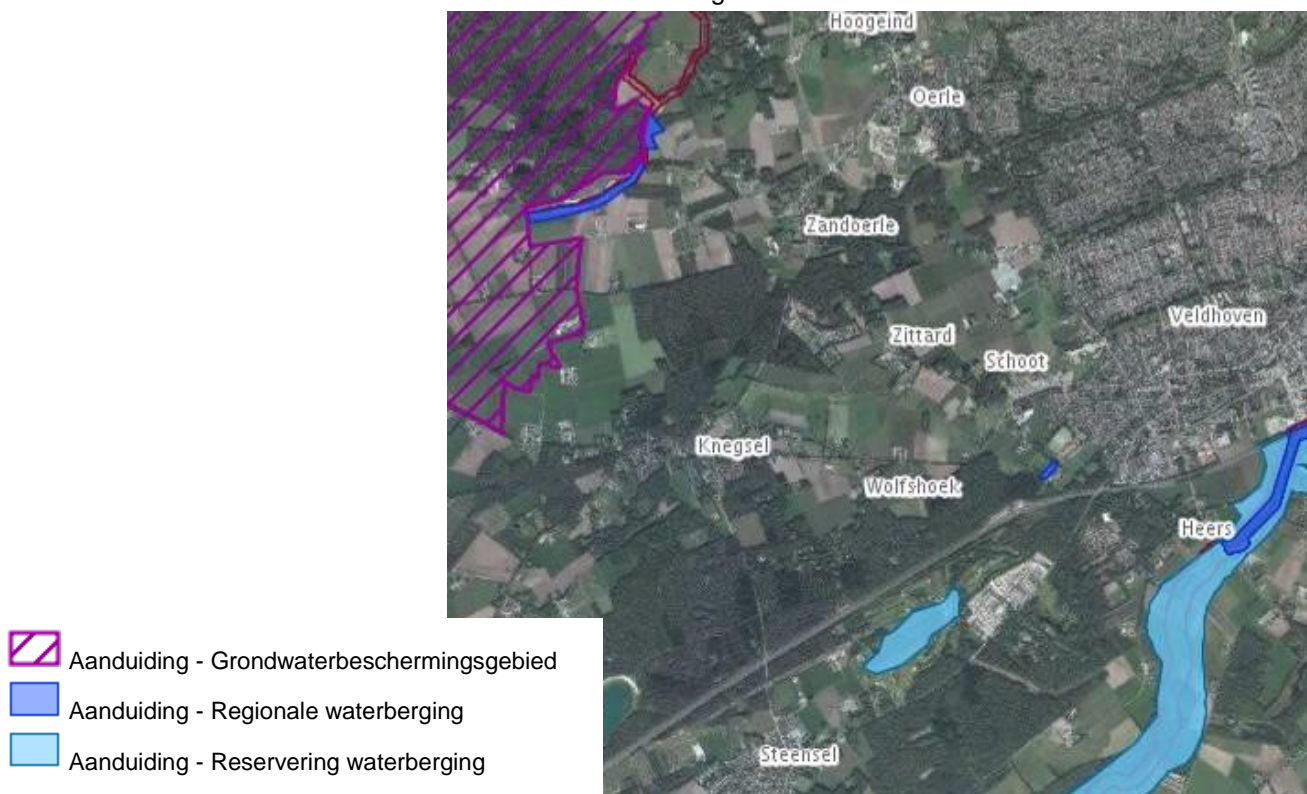 Hoogeind
Oerle
Zandoerle
Zittard
Veldhoven
Schoot
Knegsel
Wolfshoek
Heers
Steensel
Aanduiding - Grondwaterbeschermingsgebied
Aanduiding - Regionale waterberging
Aanduiding - Reservering waterberging